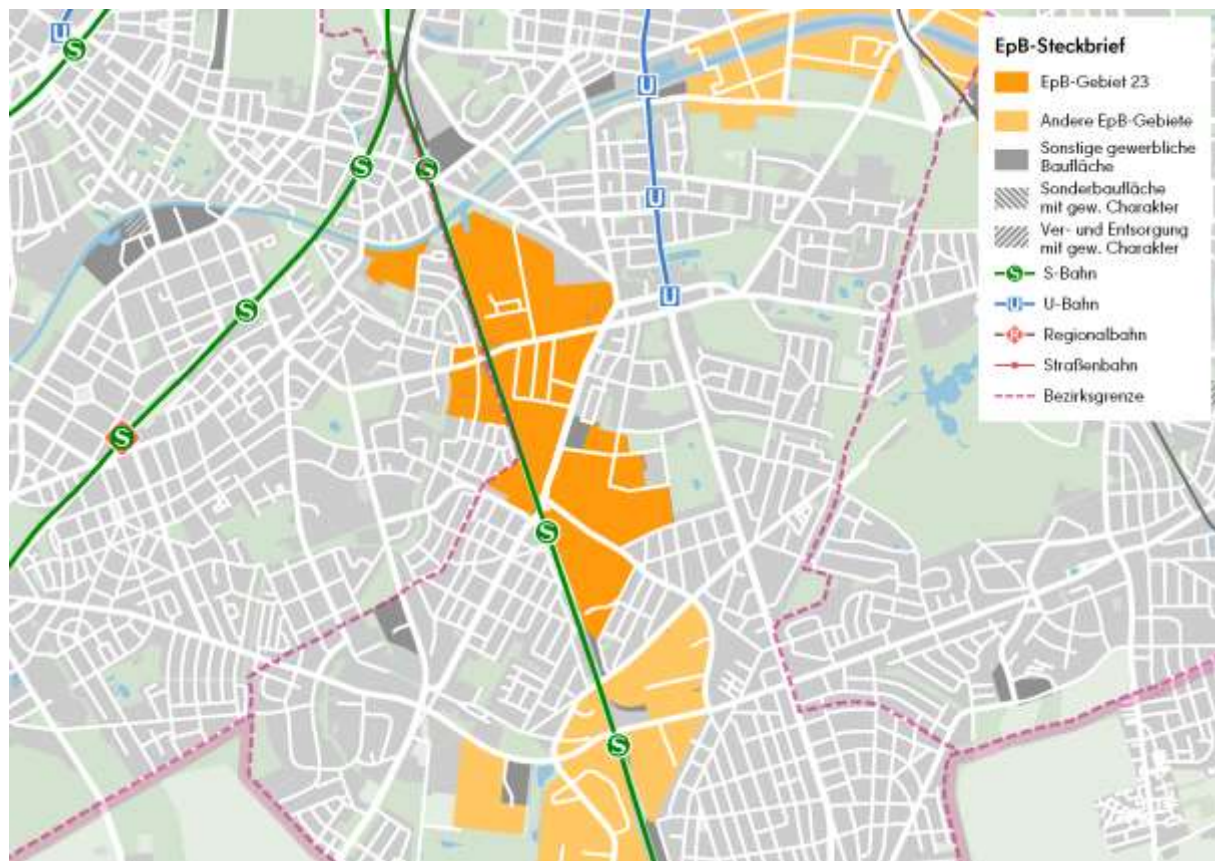 U
S
S
S
S
S
U
U
U
S
S
EpB-Steckbrief
EpB-Gebiet 23
Andere EpB-Gebiete
Sonstige gewerbliche
Baufläche
Sonderbaufläche
mit gew. Charakter
Ver- und Entsorgung
mit gew. Charakter
S S-Bahn
U U-Bahn
R Regionalbahn
Straßenbahn
Bezirksgrenze